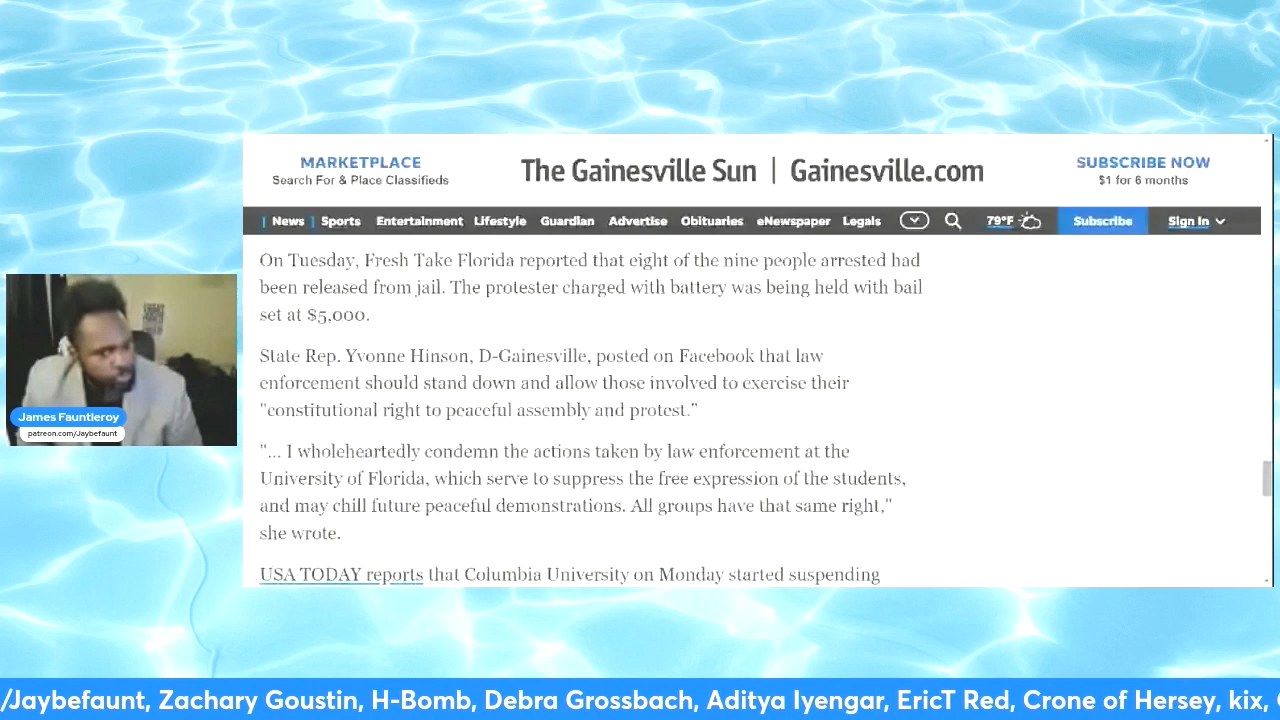 MARKETPLACE
Search For & Place Classifieds
The Gainesville Sun | Gainesville.com
SUBSCRIBE NOW
$1 for 6 months
News Sports Entertainment Lifestyle Guardian Advertise Obituaries eNewspaper Legals 79°F Subscribe Sign In
On Tuesday, Fresh Take Florida reported that eight of the nine people arrested had
been released from jail. The protester charged with battery was being held with bail
set at $5,000.
State Rep. Yvonne Hinson, D-Gainesville, posted on Facebook that law
enforcement should stand down and allow those involved to exercise their
"constitutional right to peaceful assembly and protest."
"... I wholeheartedly condemn the actions taken by law enforcement at the
University of Florida, which serve to suppress the free expression of the students,
and may chill future peaceful demonstrations. All groups have that same right,"
she wrote.
USA TODAY reports that Columbia University on Monday started suspending
James Fauntleroy
patreon.com/Jaybefaunt
/Jaybefaunt, Zachary Goustin, H-Bomb, Debra Grossbach, Aditya Iyengar, EricT Red, Crone of Hersey, kix,